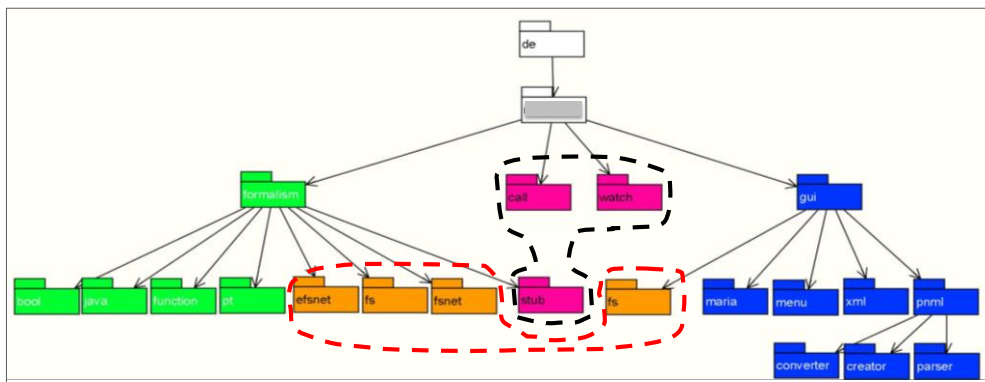 de
formalism
call
watch
gui
bool
java
function
pt
efsnet
fs
fsnet
stub
fs
maria
menu
xml
pnml
converter
creator
parser